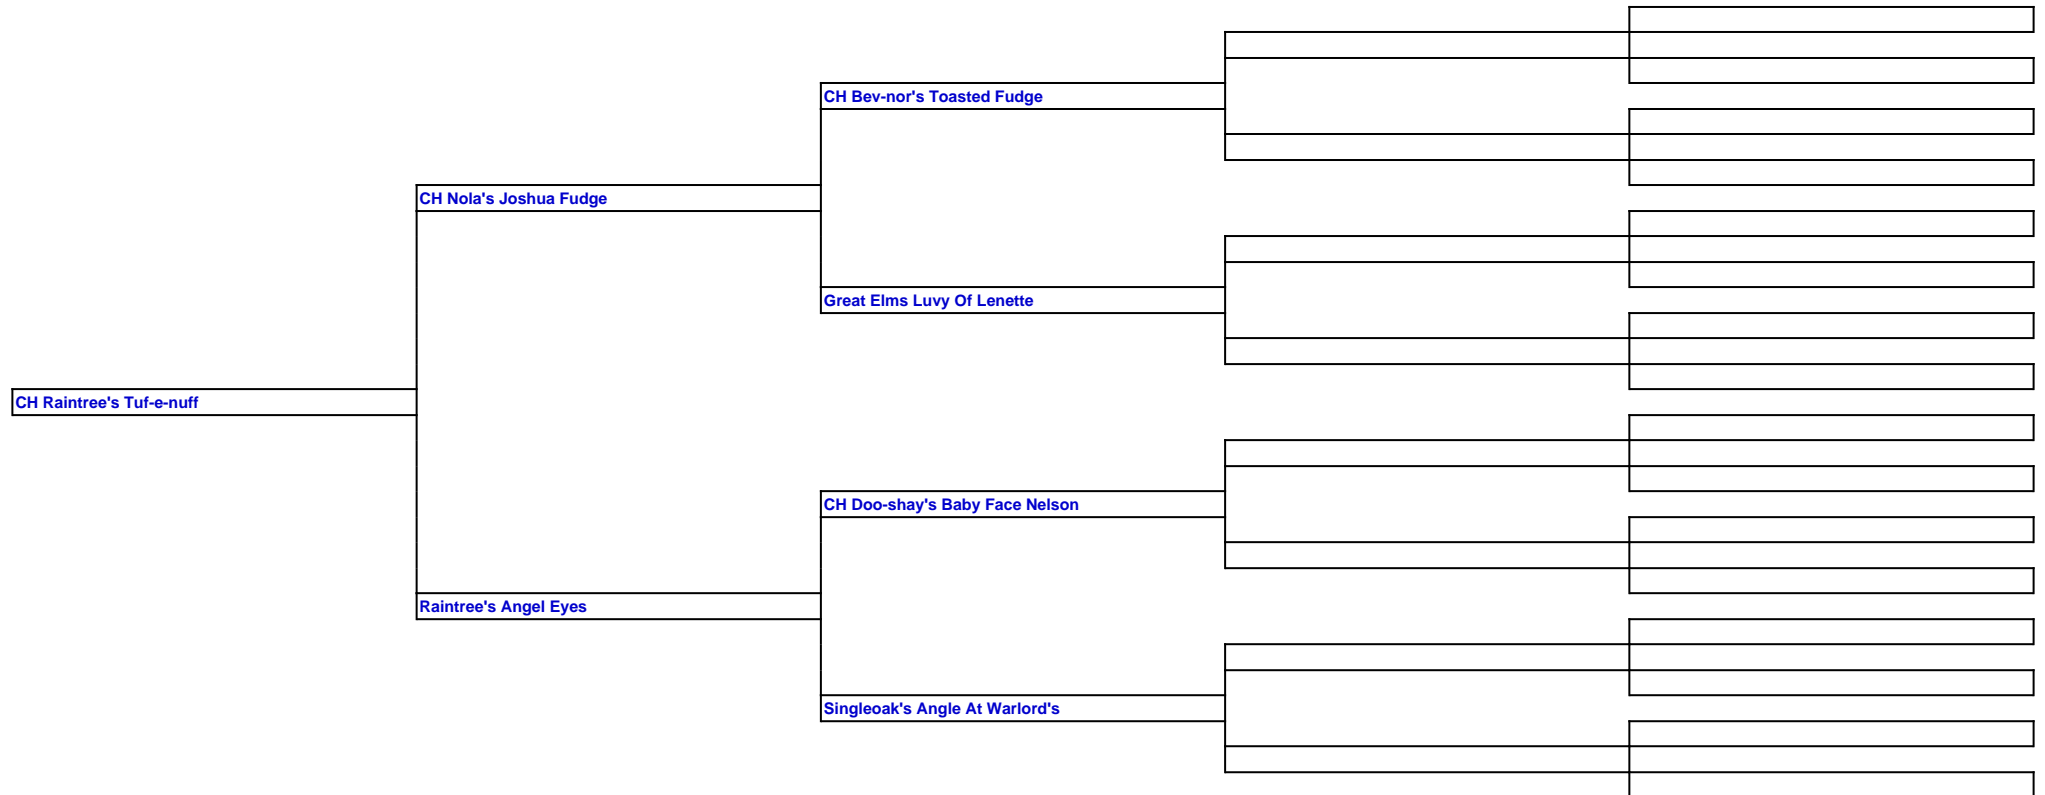 CH Bev-nor's Toasted Fudge
CH Nola's Joshua Fudge
Great Elms Luvy Of Lenette
CH Raintree's Tuf-e-nuff
CH Doo-shay's Baby Face Nelson
Raintree's Angel Eyes
Singleoak's Angle At Warlord's